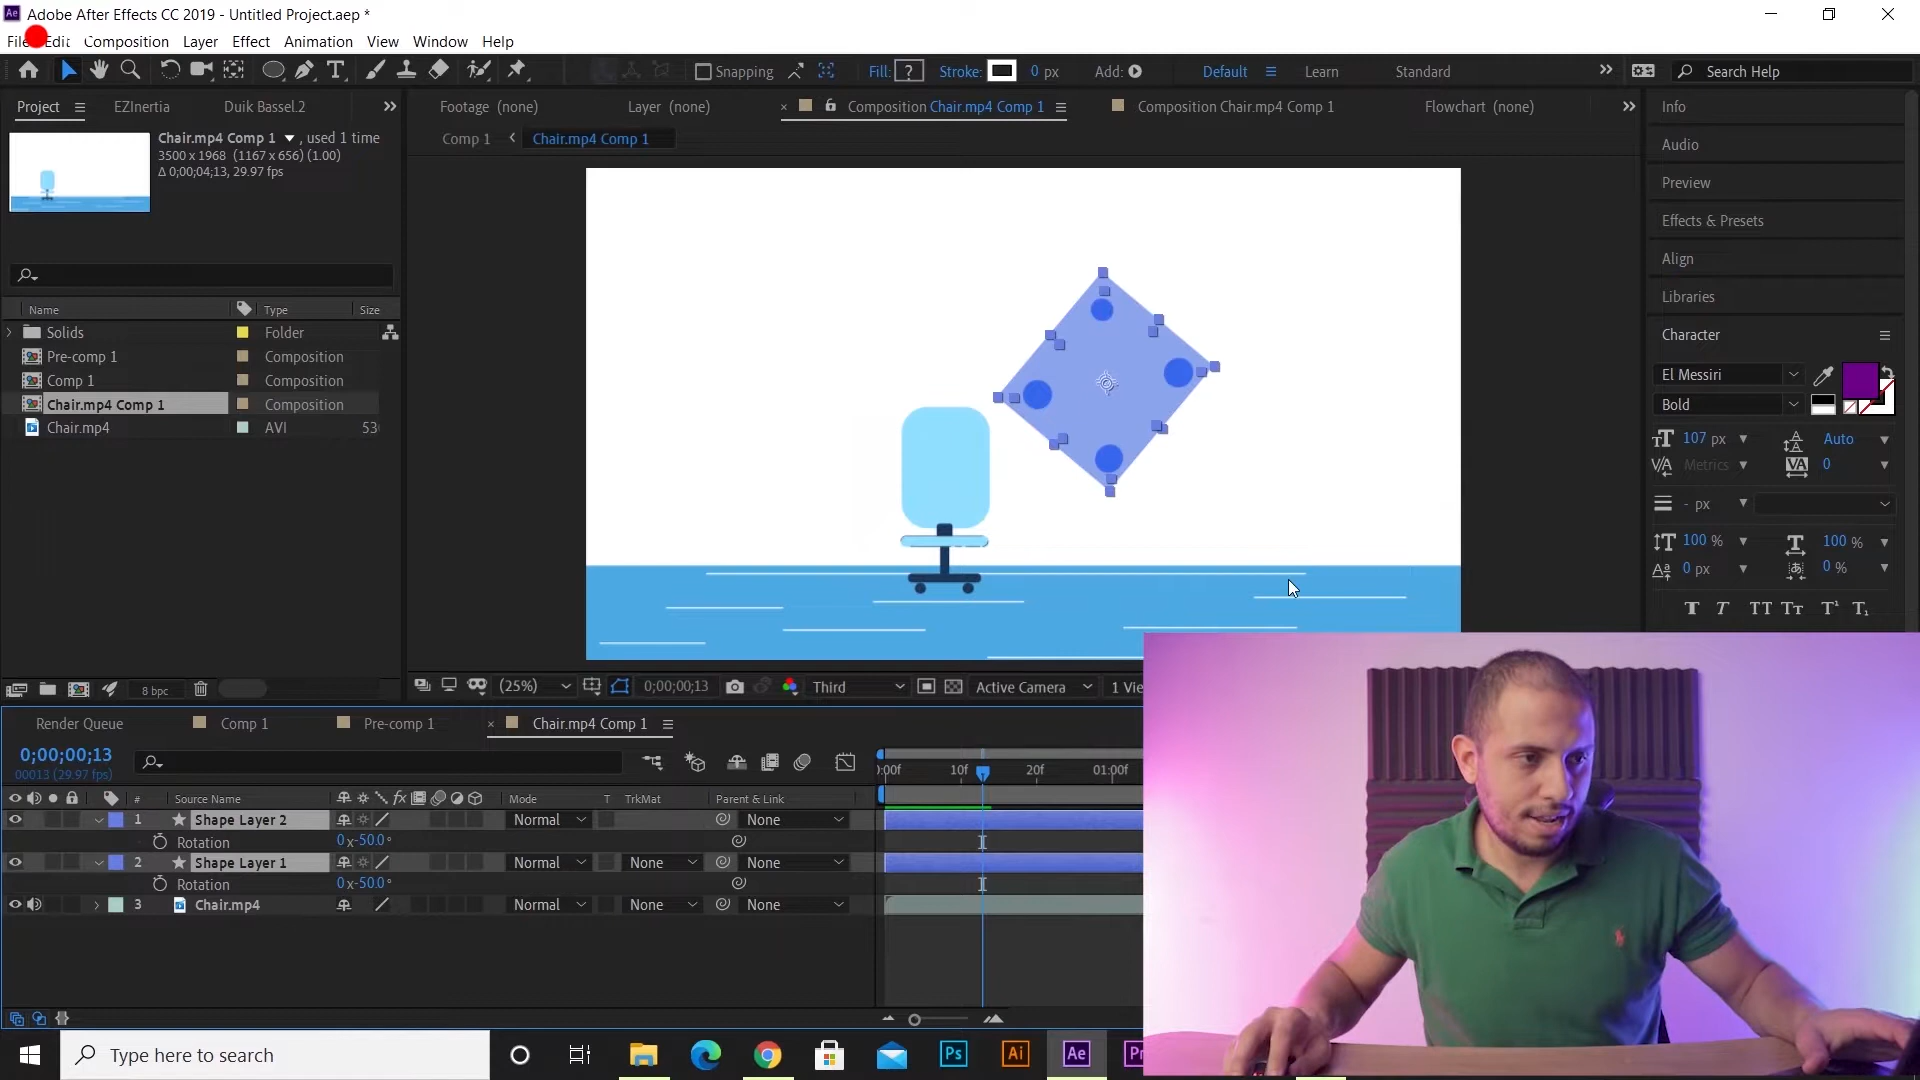 Ae Adobe After Effects CC 2019 - Untitled Project.aep *
File Edit Composition Layer Effect Animation View Window Help
Snapping Fill: ? Stroke: 0 px Add: Default Learn Standard Search Help
Project EZInertia Duik Bassel.2
Footage (none) Layer (none) × Composition Chair.mp4 Comp 1 Composition Chair.mp4 Comp 1 Flowchart (none)
Comp 1 Chair.mp4 Comp 1
Chair.mp4 Comp 1 ▼ , used 1 time
3500 x 1968 (1167 x 656) (1.00)
Δ 0;00;04;13, 29.97 fps
Name Type Size
Solids Folder
Pre-comp 1 Composition
Comp 1 Composition
Chair.mp4 Comp 1 Composition
Chair.mp4 AVI 53
Info
Audio
Preview
Effects & Presets
Align
Libraries
Character
El Messiri
Bold
107 px Auto
Metrics 0
- px
100 % 100 %
0 px 0 %
T T TT Tт T¹ T₁
8 bpc
(25%) 0;00;00;13 Third Active Camera 1 Vie
Render Queue Comp 1 Pre-comp 1 × Chair.mp4 Comp 1
0;00;00;13
00013 (29.97 fps)
):00f 10f 20f 01:00f
# Source Name fx Mode T TrkMat Parent & Link
1 Shape Layer 2 Normal None
Rotation 0x-50.0°
2 Shape Layer 1 Normal None None
Rotation 0x-50.0°
3 Chair.mp4 Normal None None
Type here to search Ps Ai Ae Pr